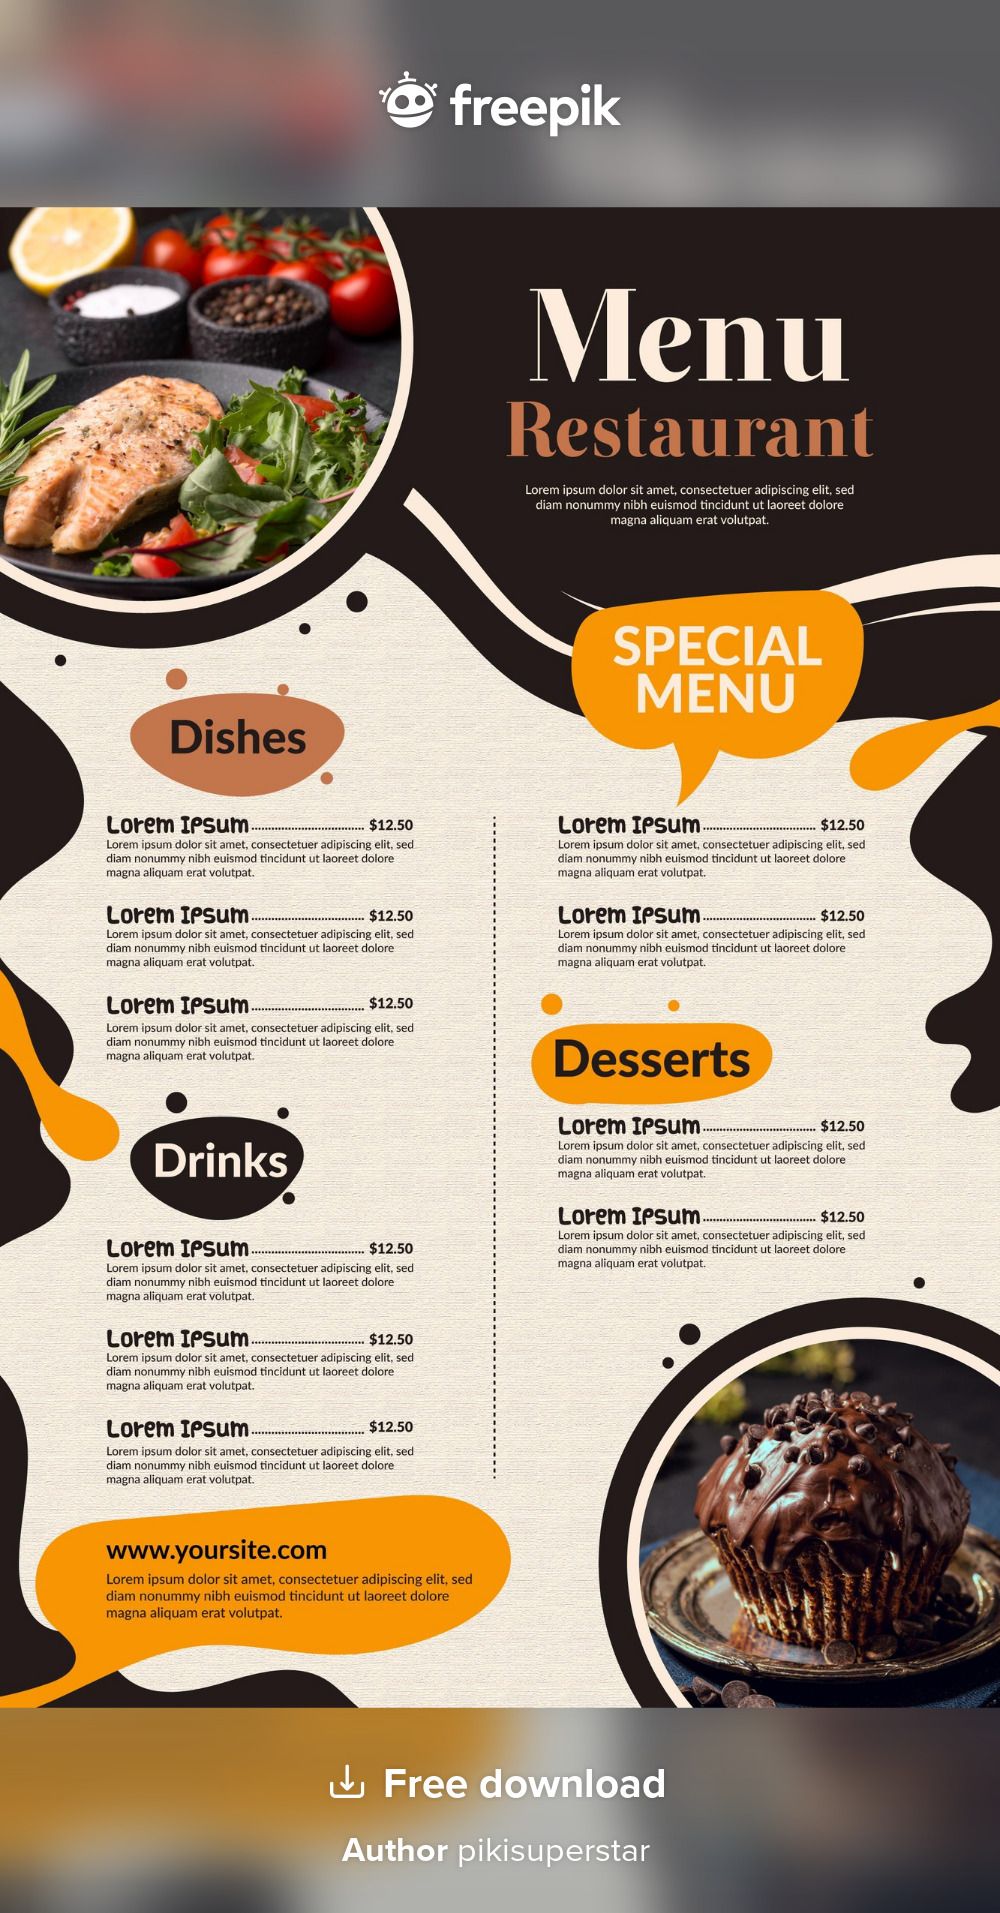 freepik
Menu
Restaurant
Lorem ipsum dolor sit amet, consectetuer adipiscing elit, sed
diam nonummy nibh euismod tincidunt ut laoreet dolore
magna aliquam erat volutpat.
SPECIAL
MENU
Dishes
Lorem Ipsum ................................ $12.50
Lorem ipsum dolor sit amet, consectetuer adipiscing elit, sed
diam nonummy nibh euismod tincidunt ut laoreet dolore
magna aliquam erat volutpat.
Lorem Ipsum ................................ $12.50
Lorem ipsum dolor sit amet, consectetuer adipiscing elit, sed
diam nonummy nibh euismod tincidunt ut laoreet dolore
magna aliquam erat volutpat.
Lorem Ipsum ................................ $12.50
Lorem ipsum dolor sit amet, consectetuer adipiscing elit, sed
diam nonummy nibh euismod tincidunt ut laoreet dolore
magna aliquam erat volutpat.
Drinks
Lorem Ipsum ................................ $12.50
Lorem ipsum dolor sit amet, consectetuer adipiscing elit, sed
diam nonummy nibh euismod tincidunt ut laoreet dolore
magna aliquam erat volutpat.
Lorem Ipsum ................................ $12.50
Lorem ipsum dolor sit amet, consectetuer adipiscing elit, sed
diam nonummy nibh euismod tincidunt ut laoreet dolore
magna aliquam erat volutpat.
Lorem Ipsum ................................ $12.50
Lorem ipsum dolor sit amet, consectetuer adipiscing elit, sed
diam nonummy nibh euismod tincidunt ut laoreet dolore
magna aliquam erat volutpat.
Lorem Ipsum ................................ $12.50
Lorem ipsum dolor sit amet, consectetuer adipiscing elit, sed
diam nonummy nibh euismod tincidunt ut laoreet dolore
magna aliquam erat volutpat.
Lorem Ipsum ................................ $12.50
Lorem ipsum dolor sit amet, consectetuer adipiscing elit, sed
diam nonummy nibh euismod tincidunt ut laoreet dolore
magna aliquam erat volutpat.
Desserts
Lorem Ipsum ................................ $12.50
Lorem ipsum dolor sit amet, consectetuer adipiscing elit, sed
diam nonummy nibh euismod tincidunt ut laoreet dolore
magna aliquam erat volutpat.
Lorem Ipsum ................................ $12.50
Lorem ipsum dolor sit amet, consectetuer adipiscing elit, sed
diam nonummy nibh euismod tincidunt ut laoreet dolore
magna aliquam erat volutpat.
www.yoursite.com
Lorem ipsum dolor sit amet, consectetuer adipiscing elit, sed
diam nonummy nibh euismod tincidunt ut laoreet dolore
magna aliquam erat volutpat.
Free download
Author pikisuperstar